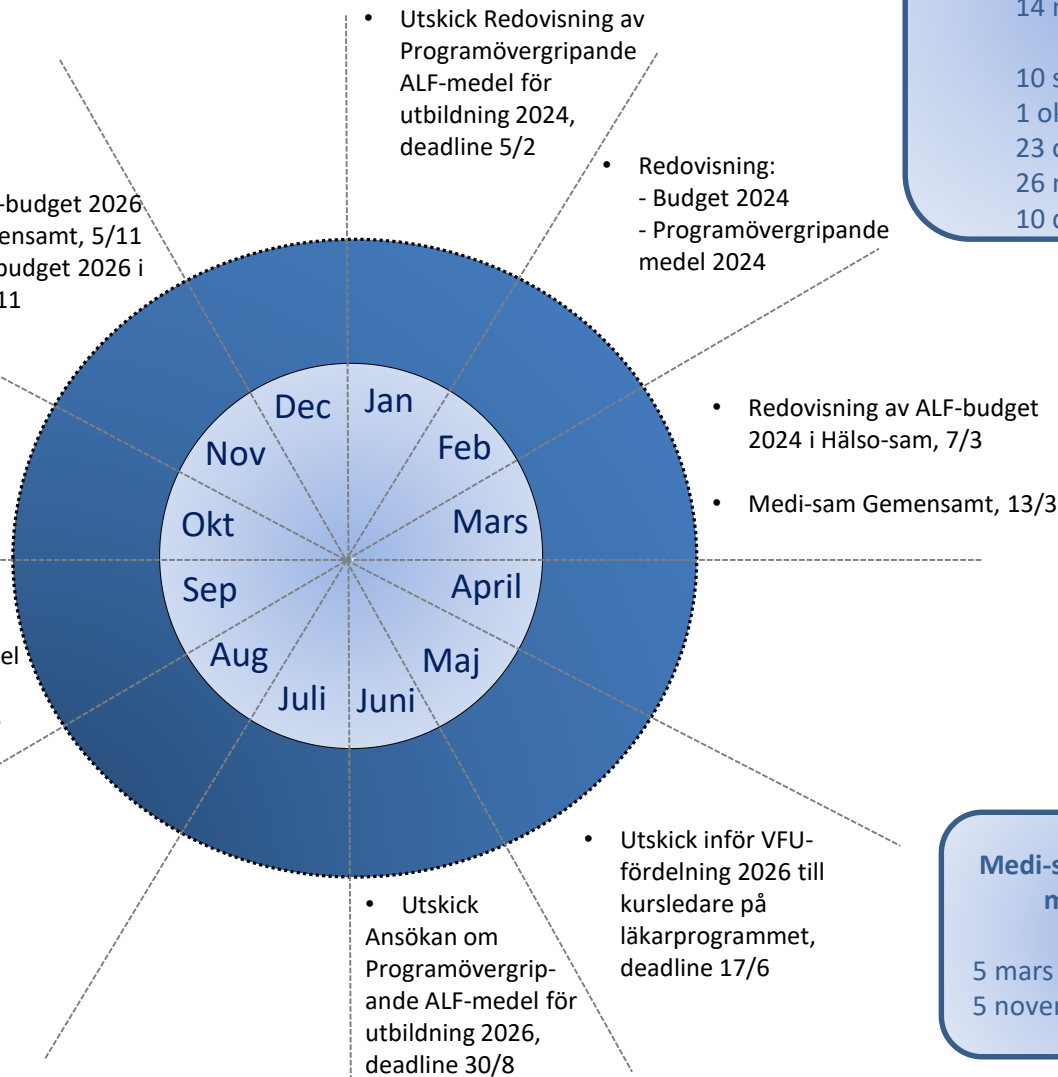 • Utskick Redovisning av
Programövergripande
ALF-medel för
utbildning 2024,
deadline 5/2
• Redovisning:
- Budget 2024
- Programövergripande
medel 2024
14
10
1
23
26
10
-budget 2026
ensamt, 5/11
budget 2026 i
11
• Redovisning av ALF-budget
2024 i Hälso-sam, 7/3
• Medi-sam Gemensamt, 13/3
Dec
Jan
Nov
Feb
Okt
Mars
Sep
April
Aug
Maj
Juli
Juni
el
• Utskick inför VFU-
fördelning 2026 till
kursledare på
läkarprogrammet,
deadline 17/6
• Utskick
Ansökan om
Programövergrip-
ande ALF-medel för
utbildning 2026,
deadline 30/8
Medi-s
m
5 mars
5 nover